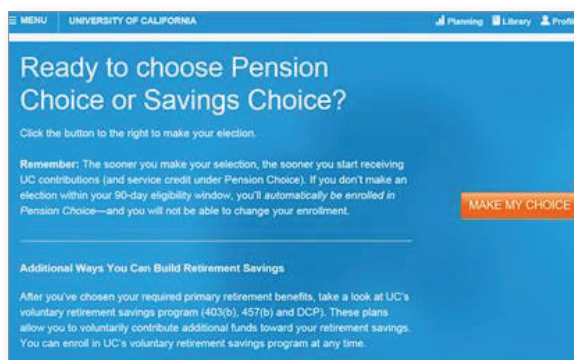 MENU UNIVERSITY OF CALIFORNIA Planning Library Profile
Ready to choose Pension
Choice or Savings Choice?
Click the button to the right to make your election.
Remember: The sooner you make your selection, the sooner you start receiving
UC contributions (and service credit under Pension Choice). If you don't make an
election within your 90-day eligibility window, you'll automatically be enrolled in
Pension Choice—and you will not be able to change your enrollment.
MAKE MY CHOICE
Additional Ways You Can Build Retirement Savings
After you've chosen your required primary retirement benefits, take a look at UC's
voluntary retirement savings program (403(b), 457(b) and DCP). These plans
allow you to voluntarily contribute additional funds toward your retirement savings.
You can enroll in UC's voluntary retirement savings program at any time.